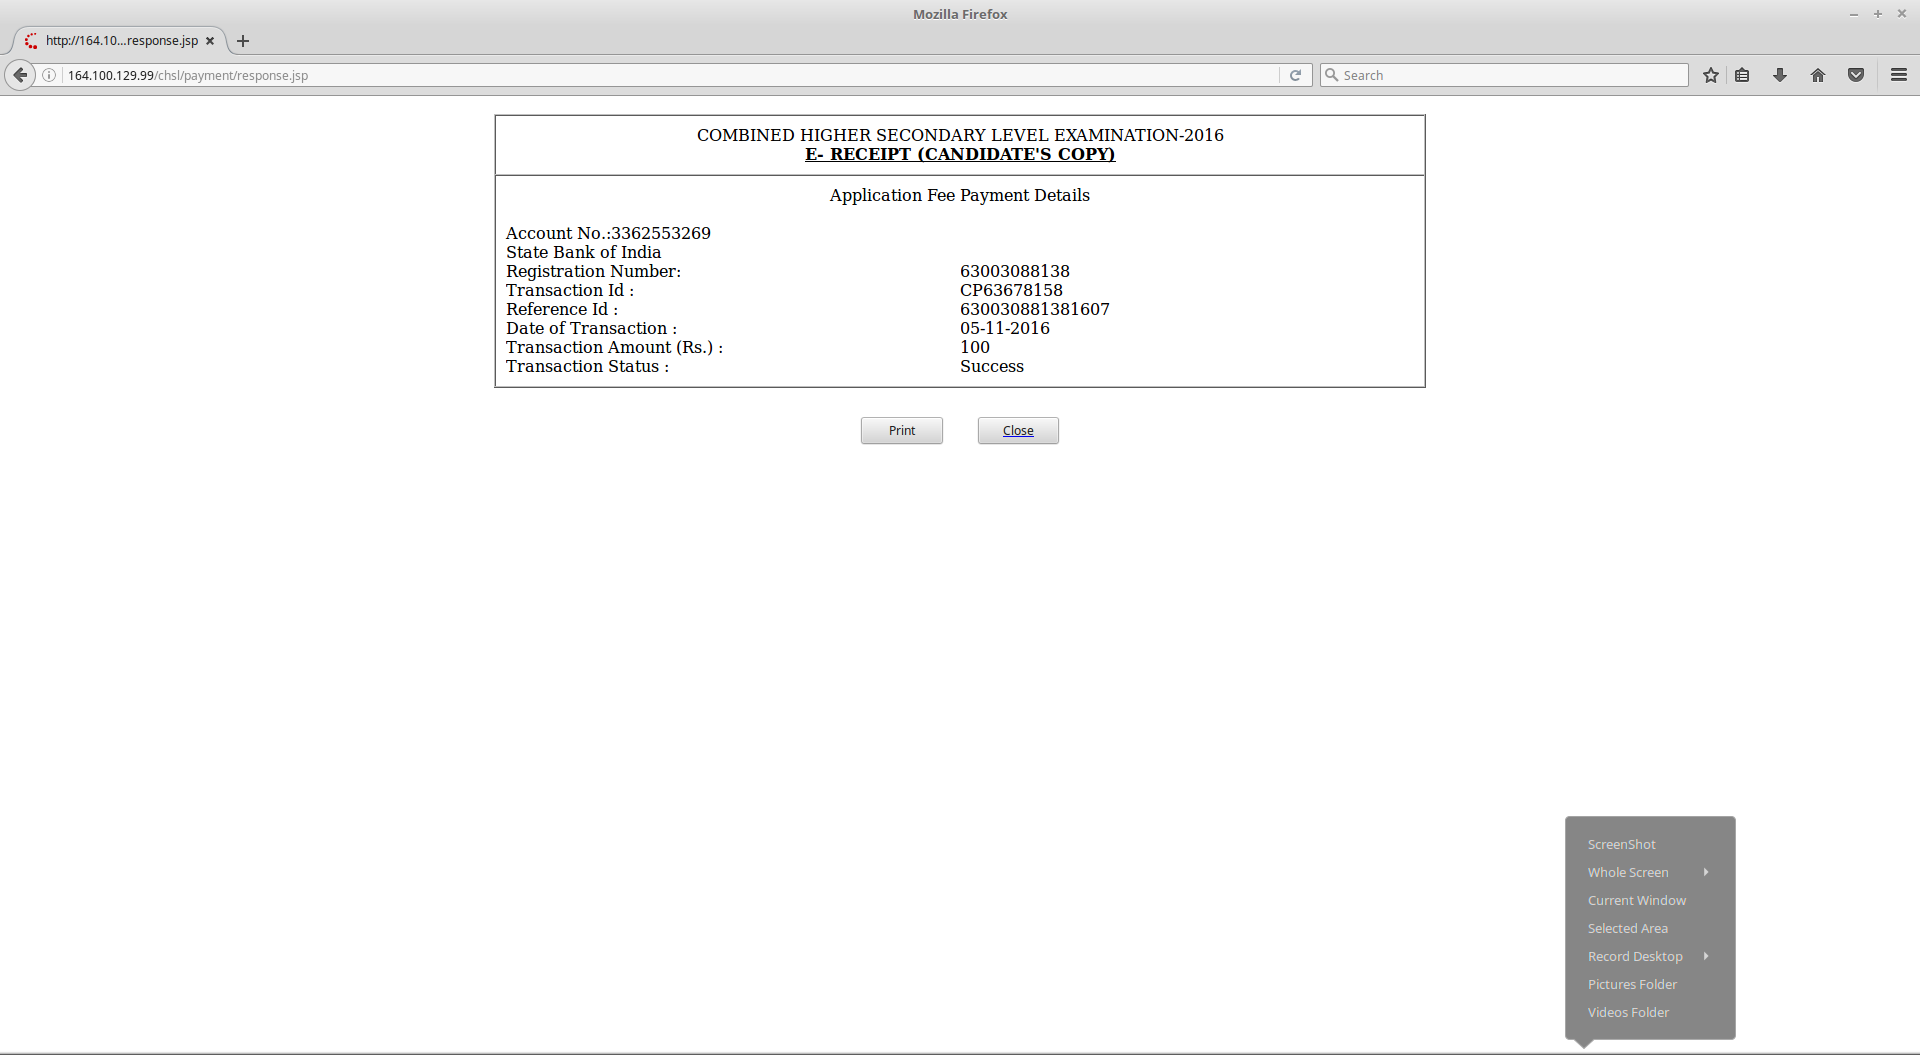 Mozilla Firefox
http://164.10...response.jsp
164.100.129.99/chsl/payment/response.jsp
Search
COMBINED HIGHER SECONDARY LEVEL EXAMINATION-2016
E- RECEIPT (CANDIDATE'S COPY)
Application Fee Payment Details
Account No.:3362553269
State Bank of India
Registration Number: 63003088138
Transaction Id : CP63678158
Reference Id : 630030881381607
Date of Transaction : 05-11-2016
Transaction Amount (Rs.) : 100
Transaction Status : Success
Print Close
ScreenShot
Whole Screen
Current Window
Selected Area
Record Desktop
Pictures Folder
Videos Folder